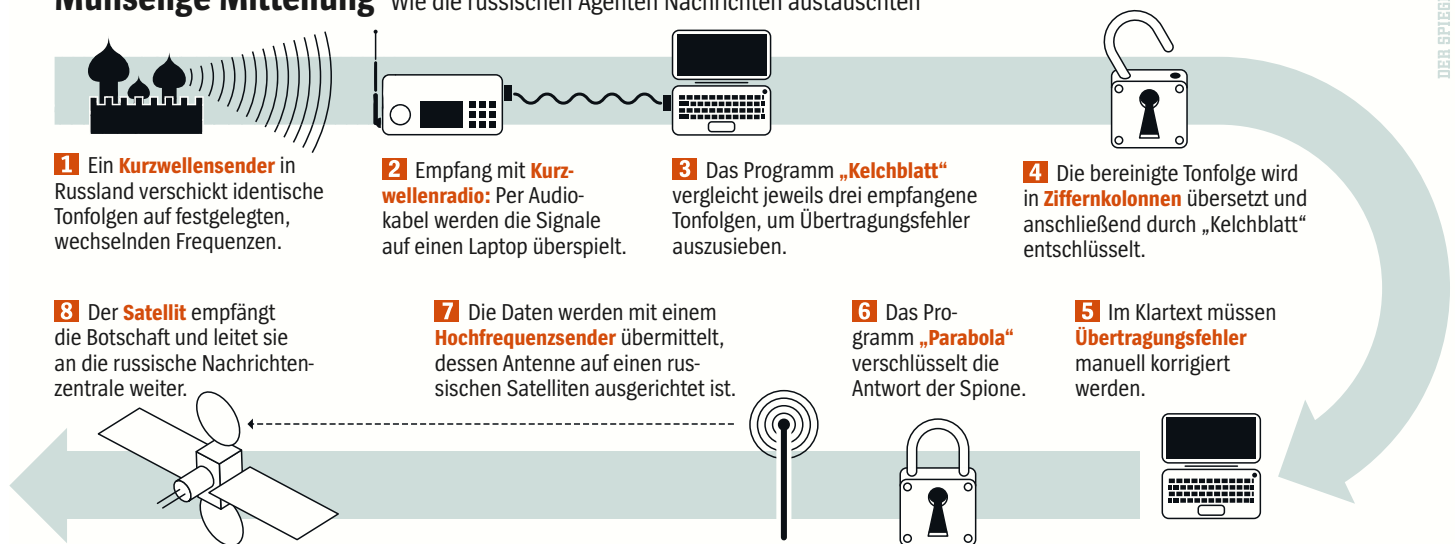 Mühselige Mitteilung Wie die russischen Agenten Nachrichten austauschten
DER SPIEGEL
1 Ein Kurzwellensender in
Russland verschickt identische
Tonfolgen auf festgelegten,
wechselnden Frequenzen.
2 Empfang mit Kurz-
wellenradio: Per Audio-
kabel werden die Signale
auf einen Laptop überspielt.
3 Das Programm „Kelchblatt“
vergleicht jeweils drei empfangene
Tonfolgen, um Übertragungsfehler
auszusieben.
4 Die bereinigte Tonfolge wird
in Ziffernkolonnen übersetzt und
anschließend durch „Kelchblatt“
entschlüsselt.
5 Im Klartext müssen
Übertragungsfehler
manuell korrigiert
werden.
6 Das Pro-
gramm „Parabola“
verschlüsselt die
Antwort der Spione.
7 Die Daten werden mit einem
Hochfrequenzsender übermittelt,
dessen Antenne auf einen rus-
sischen Satelliten ausgerichtet ist.
8 Der Satellit empfängt
die Botschaft und leitet sie
an die russische Nachrichten-
zentrale weiter.